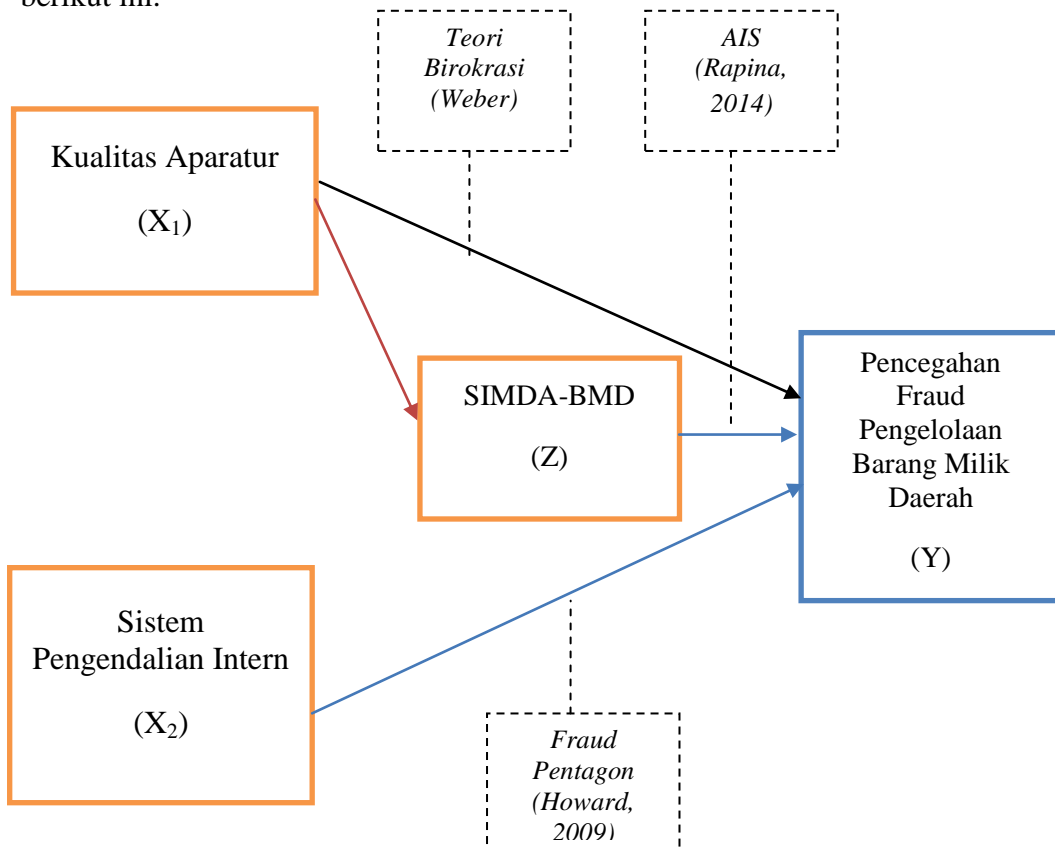 berikut ini:
Teori
Birokrasi
(Weber)
AIS
(Rapina,
2014)
Kualitas Aparatur
(X₁)
SIMDA-BMD
(Z)
Pencegahan
Fraud
Pengelolaan
Barang Milik
Daerah
(Y)
Sistem
Pengendalian Intern
(X₂)
Fraud
Pentagon
(Howard,
2009)